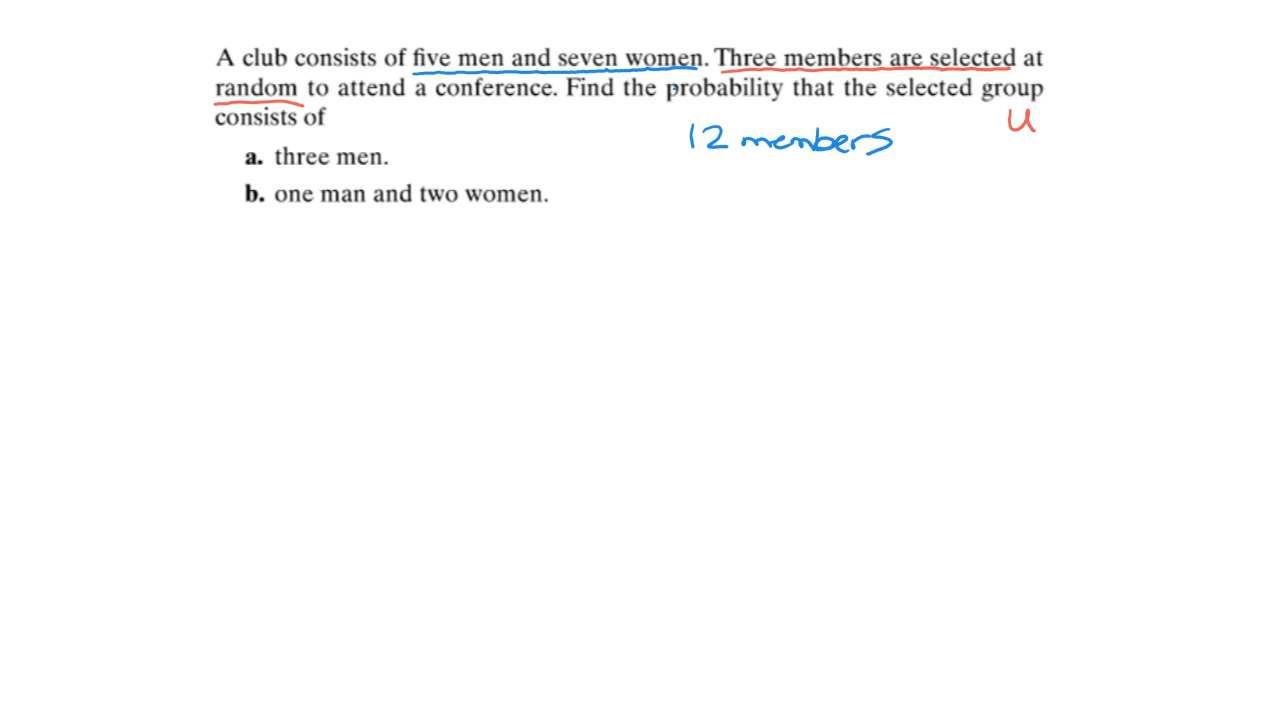 A club consists of five men and seven women. Three members are selected at
random to attend a conference. Find the probability that the selected group
consists of
u
12 members
a. three men.
b. one man and two women.